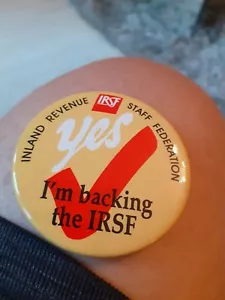 INLAND REVENUE IRSF STAFF FEDERATION
yes
I'm backing
the IRSF